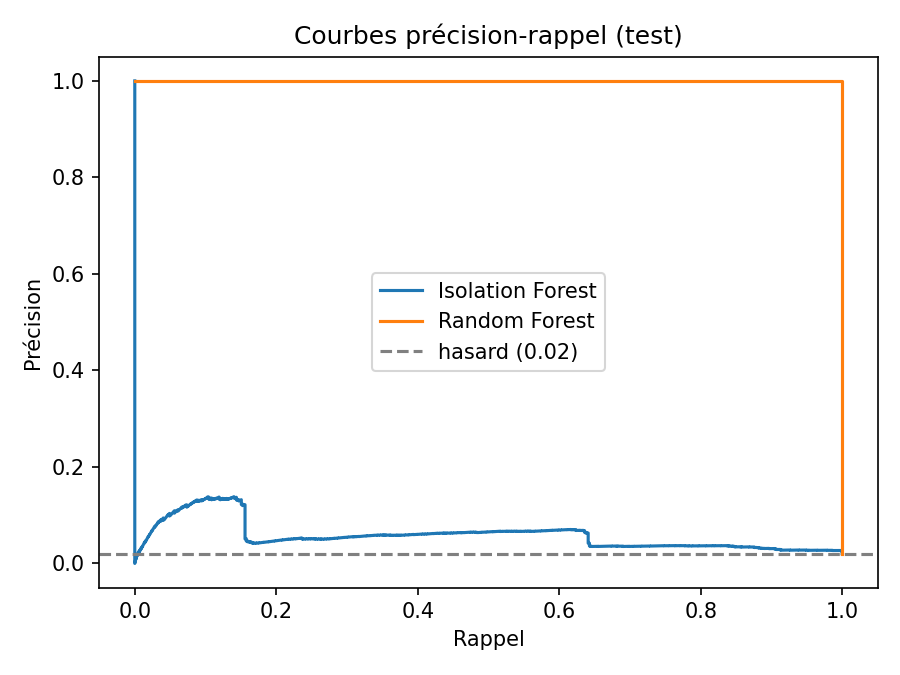 Courbes précision-rappel (test)
1.0
0.8
0.6
0.4
0.2
0.0
Précision
Isolation Forest
Random Forest
hasard (0.02)
0.0 0.2 0.4 0.6 0.8 1.0
Rappel